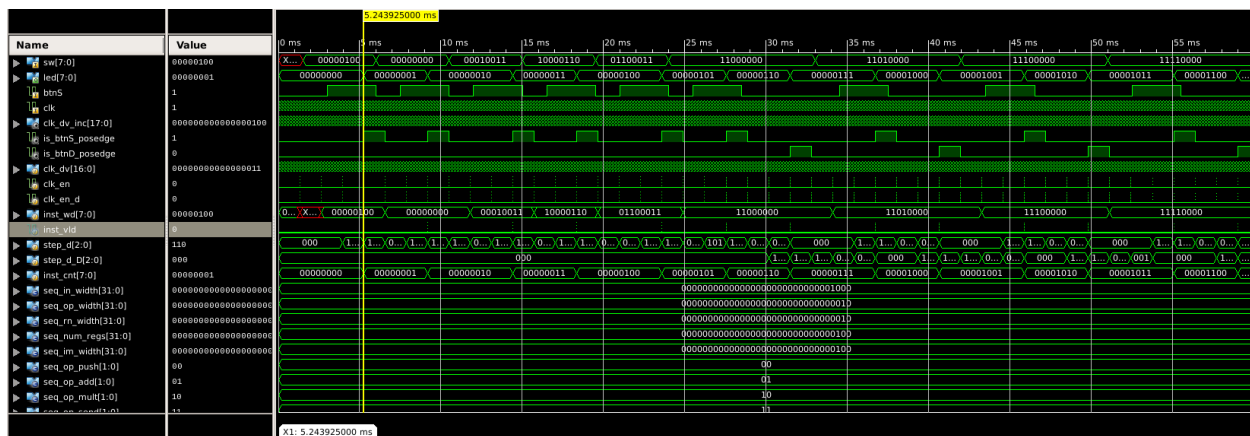 5.243925000 ms
Name Value 0 ms 5 ms 10 ms 15 ms 20 ms 25 ms 30 ms 35 ms 40 ms 45 ms 50 ms 55 ms
sw[7:0] 00000100 X... 00000100 00000000 00010011 10000110 01100011 11000000 11010000 11100000 11110000
led[7:0] 00000001 00000000 00000001 00000010 00000011 00000100 00000101 00000110 00000111 00001000 00001001 00001010 00001011 00001100 ...
btnS 1
clk 1
clk_dv_inc[17:0] 000000000000000100
is_btnS_posedge 1
is_btnD_posedge 0
clk_dv[16:0] 00000000000000011
clk_en 0
clk_en_d 0
inst_wd[7:0] 00000100 0... X... 00000100 00000000 00010011 10000110 01100011 11000000 11010000 11100000 11110000
inst_vld 0
step_d[2:0] 110 000
step_d_D[2:0] 000 000
inst_cnt[7:0] 00000001 00000000 00000001 00000010 00000011 00000100 00000101 00000110 00000111 00001000 00001001 00001010 00001011 00001100 ...
seq_in_width[31:0] 00000000000000000000000000001000
seq_op_width[31:0] 00000000000000000000000000000010
seq_rn_width[31:0] 00000000000000000000000000000010
seq_num_regs[31:0] 00000000000000000000000000000100
seq_im_width[31:0] 00000000000000000000000000000100
seq_op_push[1:0] 00 00
seq_op_add[1:0] 01 01
seq_op_mult[1:0] 10 10
seq_op_send[1:0] 11 11
X1: 5.243925000 ms